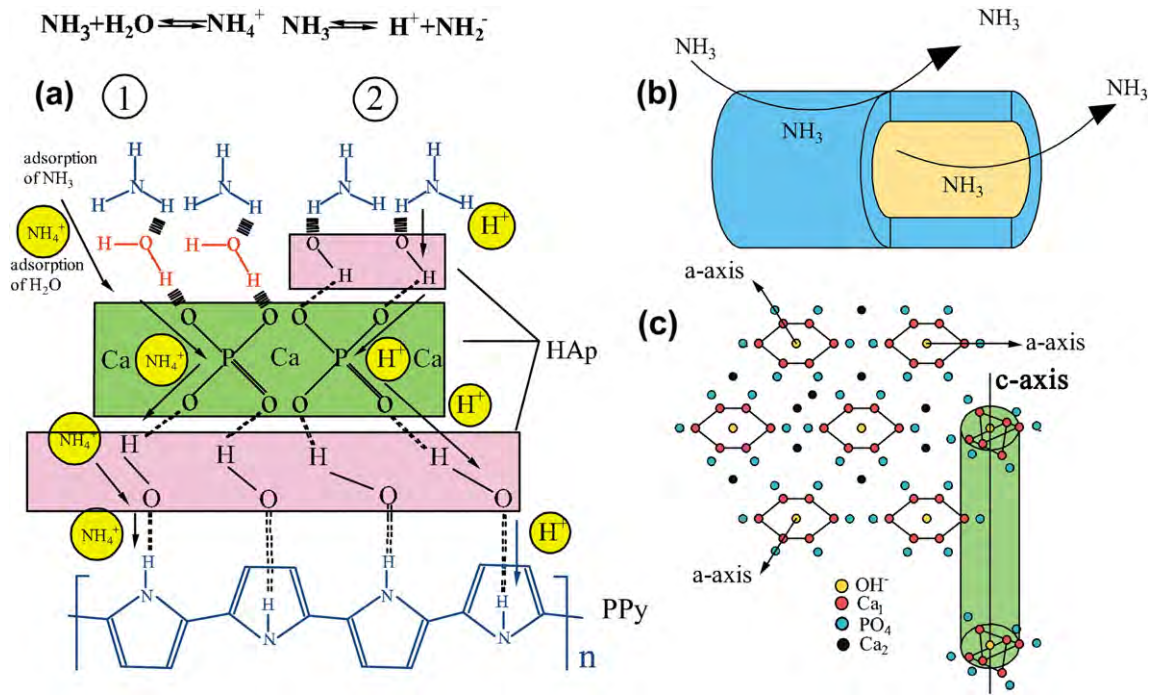 NH3+H2O⇌NH4+ NH3⇌ H++NH2-
(a)
1
2
adsorption
of NH3
NH4+
adsorption
of H2O
H
H
N
H
H
H
N
H
H
H
N
H
H
H
N
H
H+
H
O
H
H
O
H
O
H
O
H
HAp
O
O
O
O
Ca
NH4+
P
Ca
P
H+
Ca
O
O
O
O
H+
NH4+
H
H
H
H
O
O
O
O
NH4+
H+
H
N
H
N
H
N
H
N
n
PPy
(b)
NH3
NH3
NH3
NH3
NH3
(c)
a-axis
a-axis
c-axis
a-axis
OH-
Ca1
PO4
Ca2